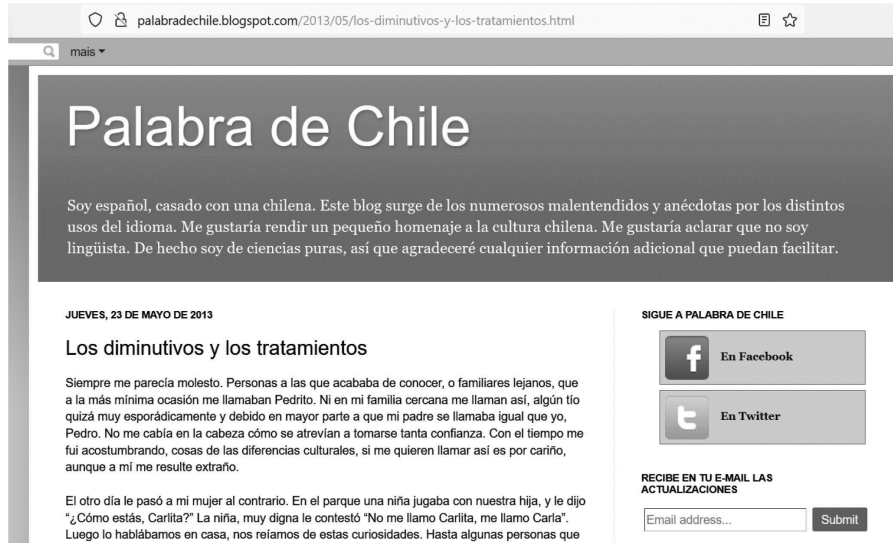 palabradechile.blogspot.com/2013/05/los-diminutivos-y-los-tratamientos.html
mais
Palabra de Chile
Soy español, casado con una chilena. Este blog surge de los numerosos malentendidos y anécdotas por los distintos
usos del idioma. Me gustaría rendir un pequeño homenaje a la cultura chilena. Me gustaría aclarar que no soy
lingüista. De hecho soy de ciencias puras, así que agradeceré cualquier información adicional que puedan facilitar.
JUEVES, 23 DE MAYO DE 2013
Los diminutivos y los tratamientos
Siempre me parecía molesto. Personas a las que acababa de conocer, o familiares lejanos, que
a la más mínima ocasión me llamaban Pedrito. Ni en mi familia cercana me llaman así, algún tío
quizá muy esporádicamente y debido en mayor parte a que mi padre se llamaba igual que yo,
Pedro. No me cabía en la cabeza cómo se atrevían a tomarse tanta confianza. Con el tiempo me
fui acostumbrando, cosas de las diferencias culturales, si me quieren llamar así es por cariño,
aunque a mí me resulte extraño.
El otro día le pasó a mi mujer al contrario. En el parque una niña jugaba con nuestra hija, y le dijo
“¿Cómo estás, Carlita?” La niña, muy digna le contestó “No me llamo Carlita, me llamo Carla”.
Luego lo hablábamos en casa, nos reíamos de estas curiosidades. Hasta algunas personas que
SIGUE A PALABRA DE CHILE
f En Facebook
t En Twitter
RECIBE EN TU E-MAIL LAS
ACTUALIZACIONES
Email address... Submit